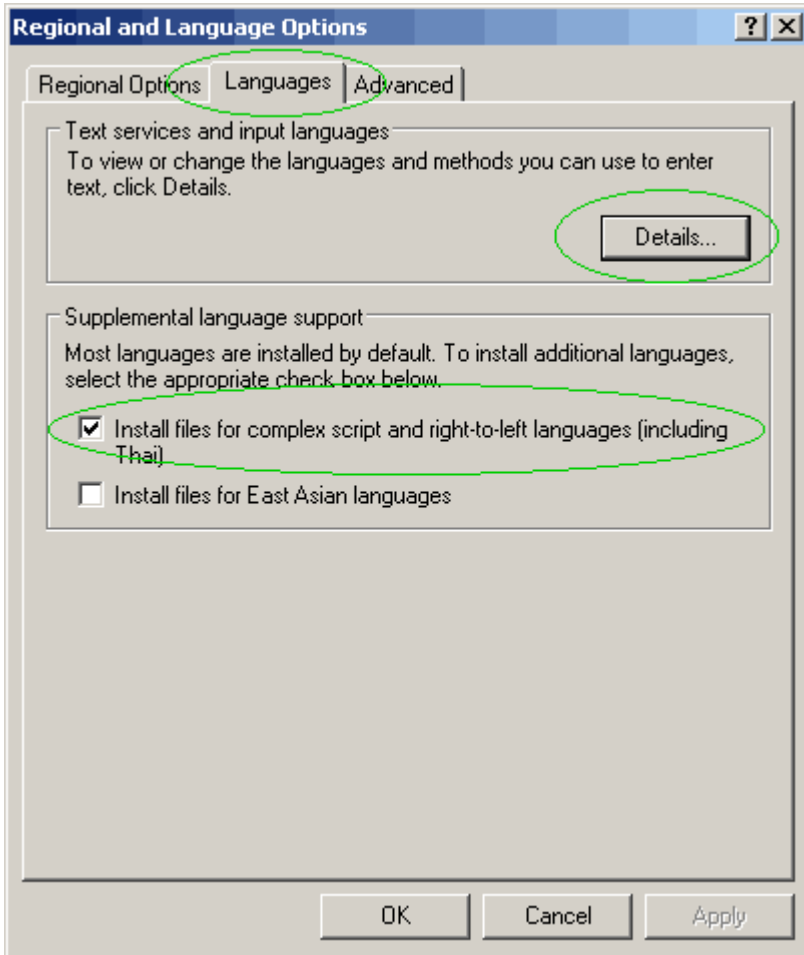 Regional and Language Options
Regional Options Languages Advanced
Text services and input languages
To view or change the languages and methods you can use to enter
text, click Details.
Details...
Supplemental language support
Most languages are installed by default. To install additional languages,
select the appropriate check box below.
Install files for complex script and right-to-left languages (including
Thai)
Install files for East Asian languages
OK Cancel Apply